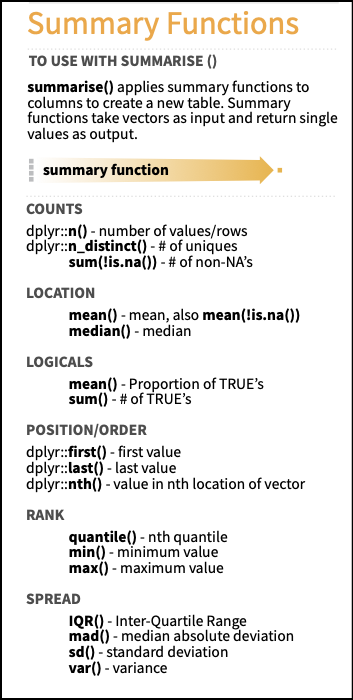 Summary Functions
TO USE WITH SUMMARISE ()
summarise() applies summary functions to
columns to create a new table. Summary
functions take vectors as input and return single
values as output.
summary function
COUNTS
dplyr::n() - number of values/rows
dplyr::n_distinct() - # of uniques
sum(!is.na()) - # of non-NA’s
LOCATION
mean() - mean, also mean(!is.na())
median() - median
LOGICALS
mean() - Proportion of TRUE’s
sum() - # of TRUE’s
POSITION/ORDER
dplyr::first() - first value
dplyr::last() - last value
dplyr::nth() - value in nth location of vector
RANK
quantile() - nth quantile
min() - minimum value
max() - maximum value
SPREAD
IQR() - Inter-Quartile Range
mad() - median absolute deviation
sd() - standard deviation
var() - variance